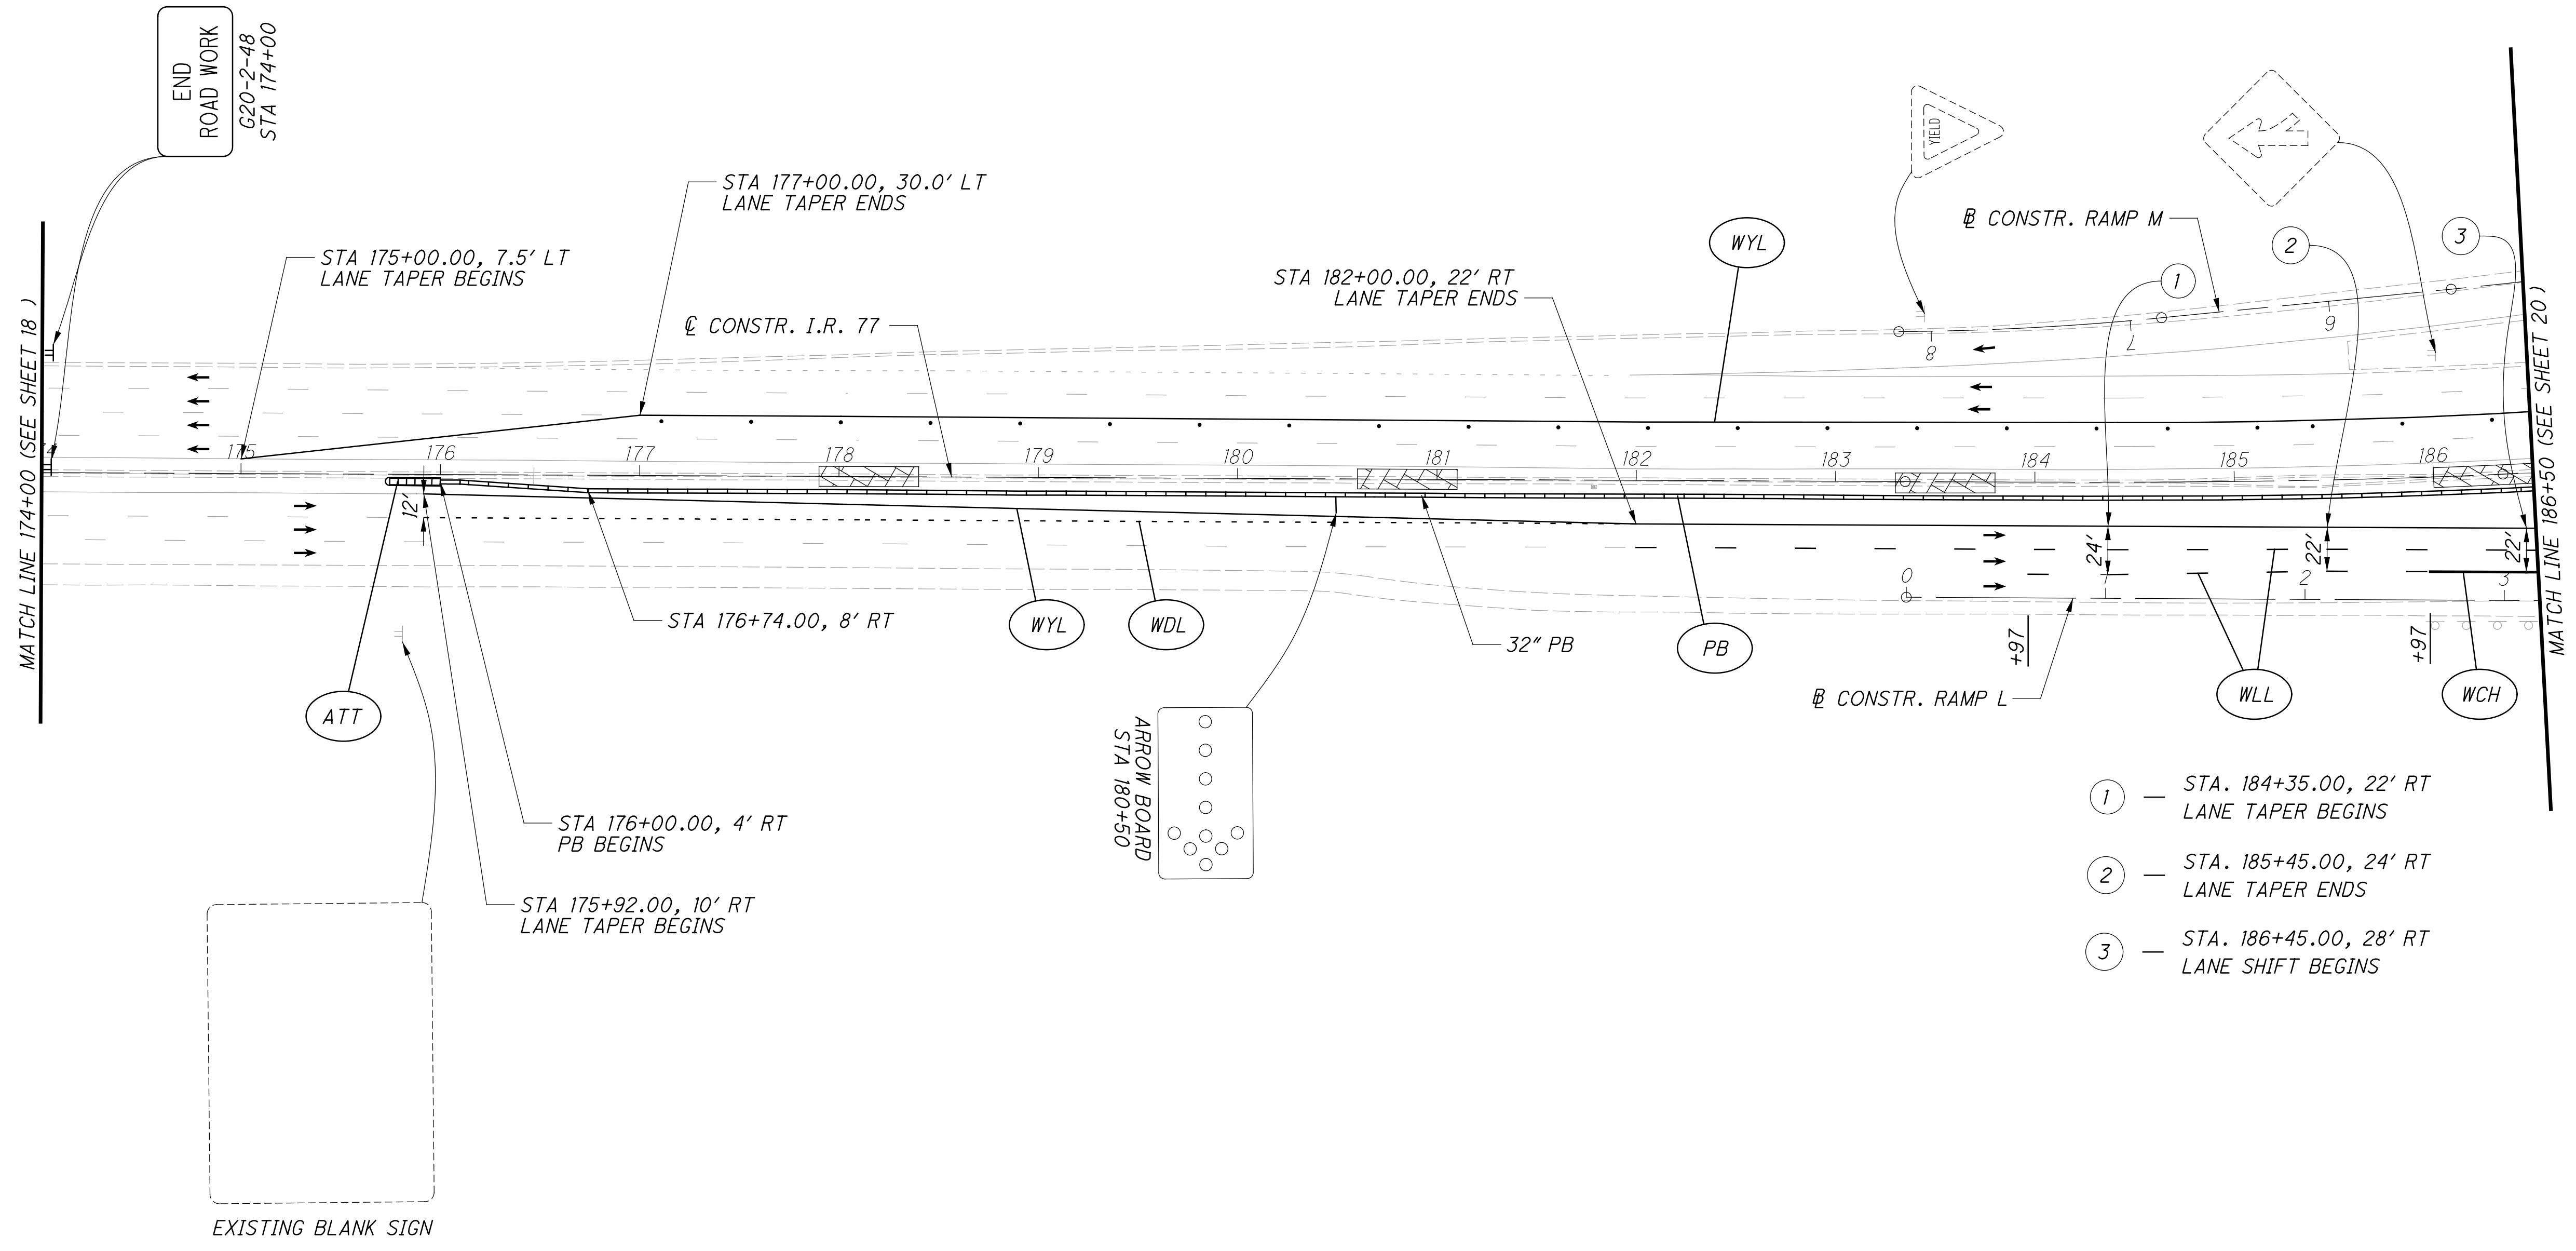 END
ROAD WORK
G20-2-48
STA 174+00
MATCH LINE 174+00 (SEE SHEET 18 )
STA 175+00.00, 7.5' LT
LANE TAPER BEGINS
STA 177+00.00, 30.0' LT
LANE TAPER ENDS
℄ CONSTR. I.R. 77
STA 182+00.00, 22' RT
LANE TAPER ENDS
WYL
YIELD
CONSTR. RAMP M
1
2
3
MATCH LINE 186+50 (SEE SHEET 20 )
8
7
6
175
176
177
178
179
180
181
182
183
184
185
186
12'
24'
22'
22'
0
1
2
3
+97
+97
STA 176+74.00, 8' RT
WYL
WDL
32" PB
PB
CONSTR. RAMP L
WLL
WCH
ATT
ARROW BOARD
STA 180+50
STA 176+00.00, 4' RT
PB BEGINS
STA 175+92.00, 10' RT
LANE TAPER BEGINS
1 — STA. 184+35.00, 22' RT
LANE TAPER BEGINS
2 — STA. 185+45.00, 24' RT
LANE TAPER ENDS
3 — STA. 186+45.00, 28' RT
LANE SHIFT BEGINS
EXISTING BLANK SIGN